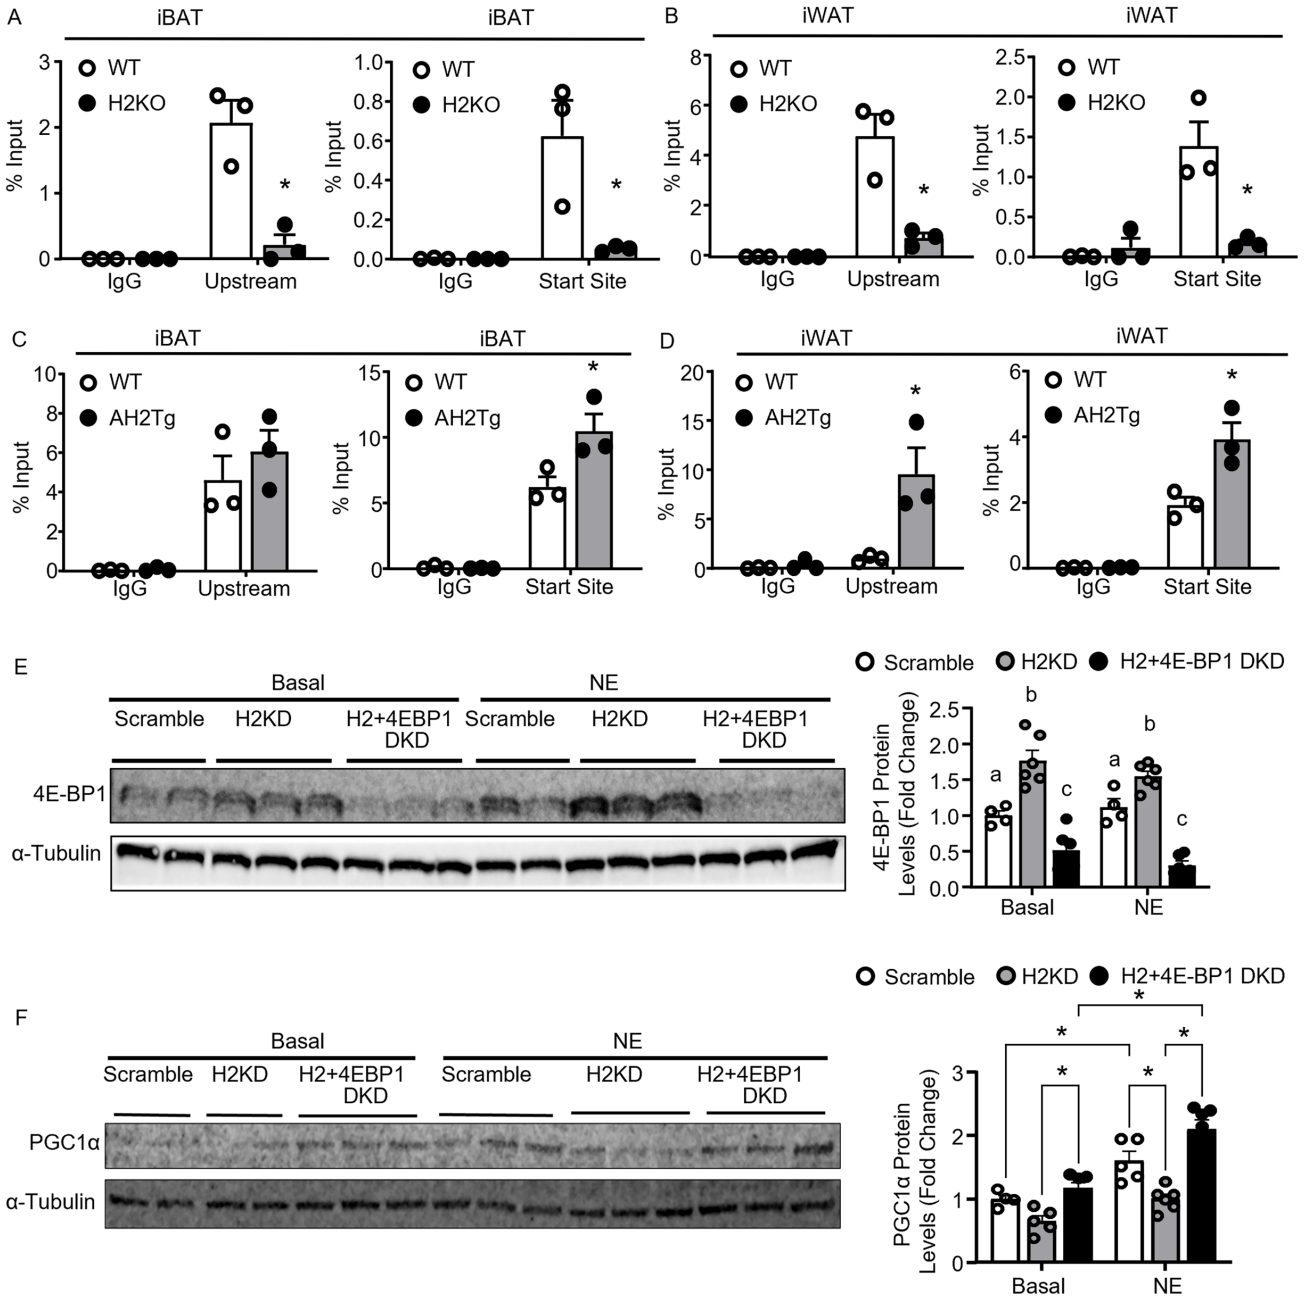 A
iBAT
iBAT
B
iWAT
iWAT
WT
H2KO
% Input
3
2
1
0
IgG
Upstream
WT
H2KO
% Input
1.0
0.8
0.6
0.4
0.2
0.0
*
*
IgG
Start Site
WT
H2KO
% Input
8
6
4
2
0
*
IgG
Upstream
WT
H2KO
% Input
2.5
2.0
1.5
1.0
0.5
0.0
*
IgG
Start Site
C
iBAT
iBAT
D
iWAT
iWAT
WT
AH2Tg
% Input
10
8
6
4
2
0
IgG
Upstream
WT
AH2Tg
% Input
15
10
5
0
*
IgG
Start Site
WT
AH2Tg
% Input
20
15
10
5
0
*
IgG
Upstream
WT
AH2Tg
% Input
6
4
2
0
*
IgG
Start Site
E
Basal
NE
Scramble
H2KD
H2+4EBP1
DKD
Scramble
H2KD
H2+4EBP1
DKD
4E-BP1
α-Tubulin
Scramble
H2KD
H2+4E-BP1 DKD
4E-BP1 Protein
Levels (Fold Change)
2.5
2.0
1.5
1.0
0.5
0.0
a
b
c
a
b
c
Basal
NE
F
Basal
NE
Scramble
H2KD
H2+4EBP1
DKD
Scramble
H2KD
H2+4EBP1
DKD
PGC1α
α-Tubulin
Scramble
H2KD
H2+4E-BP1 DKD
PGC1α Protein
Levels (Fold Change)
3
2
1
0
*
*
*
*
*
Basal
NE